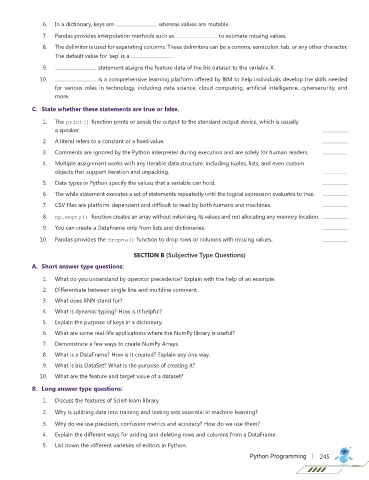 6. In a dictionary, keys are ______________ whereas values are mutable.
7. Pandas provides interpolation methods such as ______________ to estimate missing values.
8. The delimiter is used for separating columns. These delimiters can be a comma, semicolon, tab, or any other character.
The default value for 'sep' is a ______________.
9. ______________ statement assigns the feature data of the Iris dataset to the variable X.
10. ______________ is a comprehensive learning platform offered by IBM to help individuals develop the skills needed
for various roles in technology, including data science, cloud computing, artificial intelligence, cybersecurity, and
more.
C. State whether these statements are true or false.
1. The print() function prints or sends the output to the standard output device, which is usually
a speaker. ________
2. A literal refers to a constant or a fixed value. ________
3. Comments are ignored by the Python interpreter during execution and are solely for human readers. ________
4. Multiple assignment works with any iterable data structure, including tuples, lists, and even custom
objects that support iteration and unpacking. ________
5. Data types in Python specify the values that a variable can hold. ________
6. The while statement executes a set of statements repeatedly until the logical expression evaluates to true. ________
7. CSV files are platform-dependent and difficult to read by both humans and machines. ________
8. np.empty() function creates an array without initialising its values and not allocating any memory location. ________
9. You can create a DataFrame only from lists and dictionaries. ________
10. Pandas provides the dropna() function to drop rows or columns with missing values. ________
SECTION B (Subjective Type Questions)
A. Short answer type questions:
1. What do you understand by operator precedence? Explain with the help of an example.
2. Differentiate between single line and multiline comment.
3. What does KNN stand for?
4. What is dynamic typing? How is it helpful?
5. Explain the purpose of keys in a dictionary.
6. What are some real-life applications where the NumPy library is useful?
7. Demonstrate a few ways to create NumPy Arrays.
8. What is a DataFrame? How is it created? Explain any one way.
9. What is Iris DataSet? What is the purpose of creating it?
10. What are the feature and target value of a dataset?
B. Long answer type questions:
1. Discuss the features of Scikit-learn library.
2. Why is splitting data into training and testing sets essential in machine learning?
3. Why do we use precision, confusion metrics and accuracy? How do we use them?
4. Explain the different ways for adding and deleting rows and columns from a DataFrame.
5. List down the different varieties of editors in Python.
Python Programming | 245